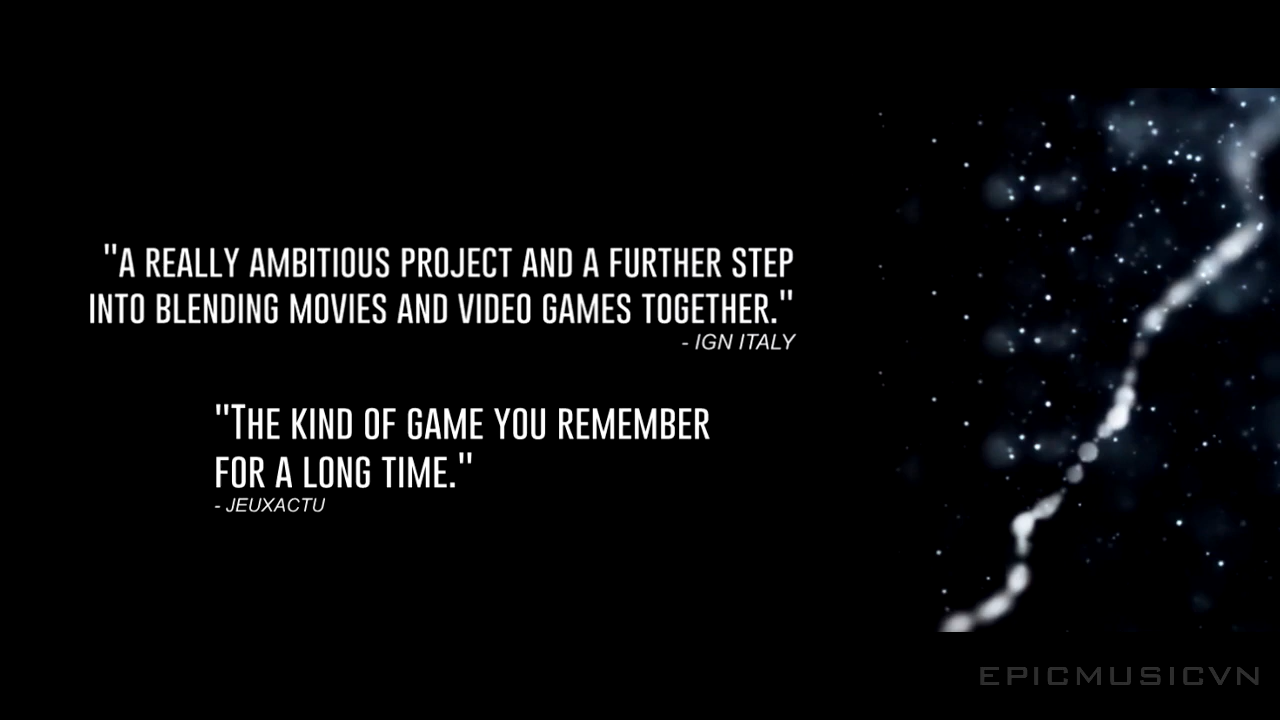 "A REALLY AMBITIOUS PROJECT AND A FURTHER STEP
INTO BLENDING MOVIES AND VIDEO GAMES TOGETHER."
- IGN ITALY
"THE KIND OF GAME YOU REMEMBER
FOR A LONG TIME."
- JEUXACTU
EPICMUSICVN